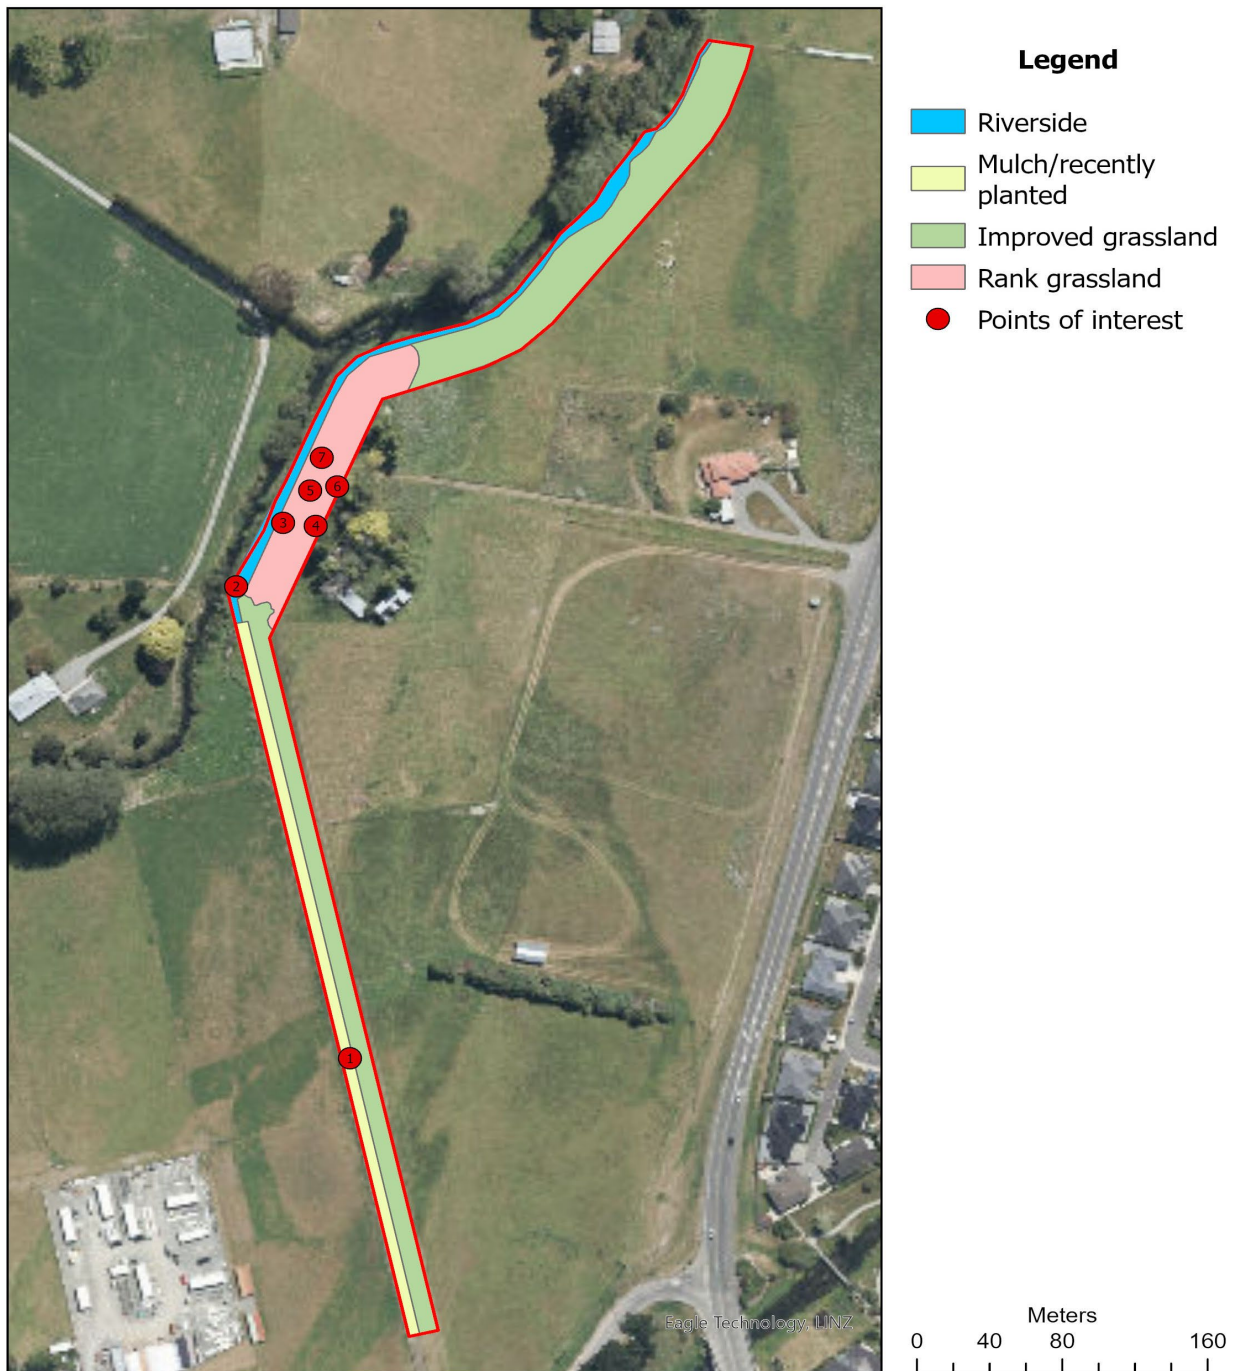 Legend
Riverside
Mulch/recently
planted
Improved grassland
Rank grassland
Points of interest
7
5
6
3
4
2
1
Eagle Technology, LINZ
Meters
0 40 80 160